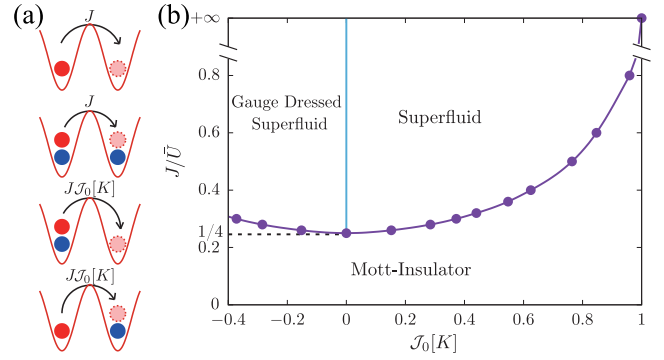 (a)
J
J
J𝒥₀[K]
J𝒥₀[K]
(b)
+∞
0.8
0.6
0.4
1/4
0.2
0
J/Ū
Gauge Dressed
Superfluid
Superfluid
Mott-Insulator
−0.4
−0.2
0
0.2
0.4
0.6
0.8
1
𝒥₀[K]